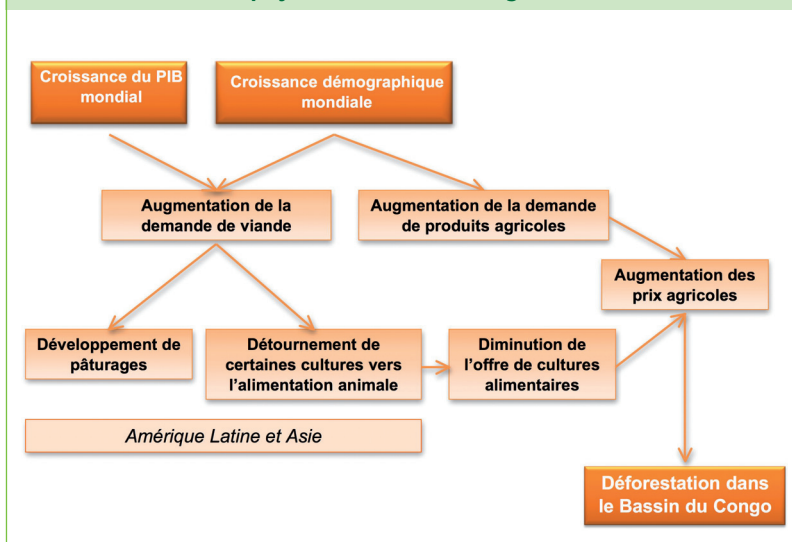 Croissance du PIB
mondial
Croissance démographique
mondiale
Augmentation de la
demande de viande
Augmentation de la demande
de produits agricoles
Augmentation des
prix agricoles
Développement de
pâturages
Détournement de
certaines cultures vers
l’alimentation animale
Diminution de
l’offre de cultures
alimentaires
Amérique Latine et Asie
Déforestation dans
le Bassin du Congo